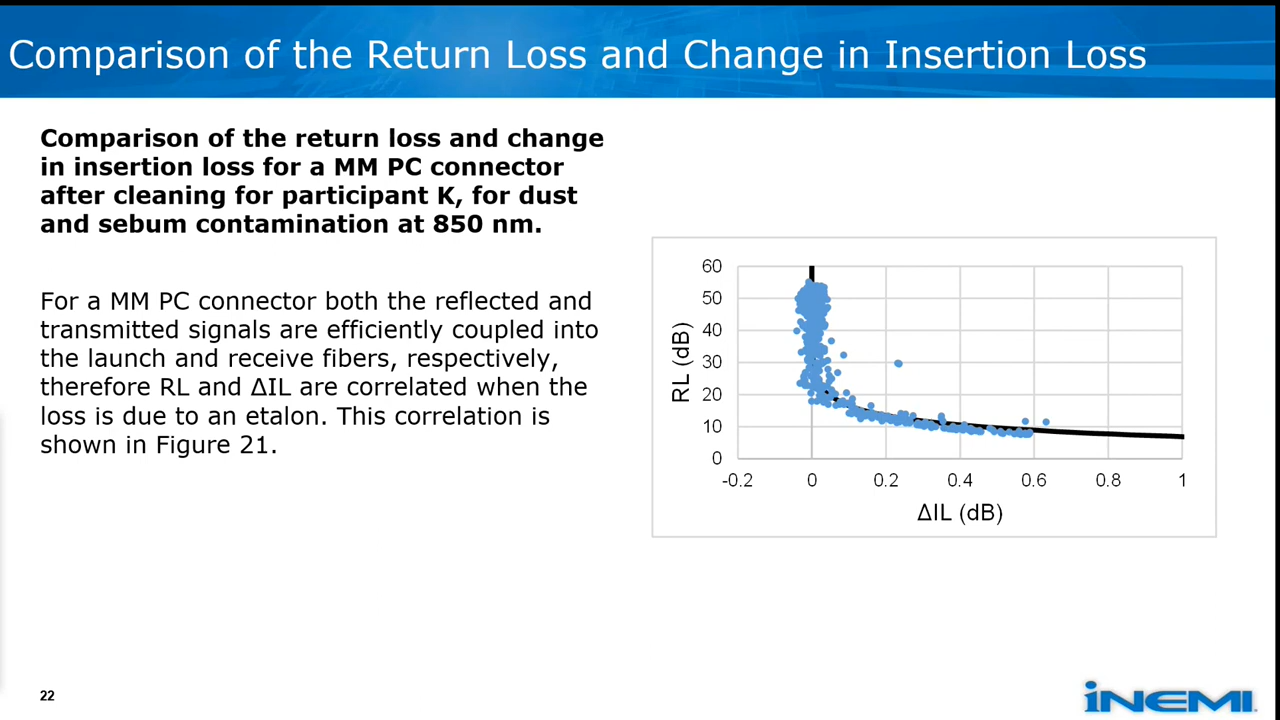 Comparison of the Return Loss and Change in Insertion Loss
Comparison of the return loss and change
in insertion loss for a MM PC connector
after cleaning for participant K, for dust
and sebum contamination at 850 nm.
For a MM PC connector both the reflected and
transmitted signals are efficiently coupled into
the launch and receive fibers, respectively,
therefore RL and ΔIL are correlated when the
loss is due to an etalon. This correlation is
shown in Figure 21.
RL (dB)
60
50
40
30
20
10
0
-0.2 0 0.2 0.4 0.6 0.8 1
ΔIL (dB)
22
iNEMI